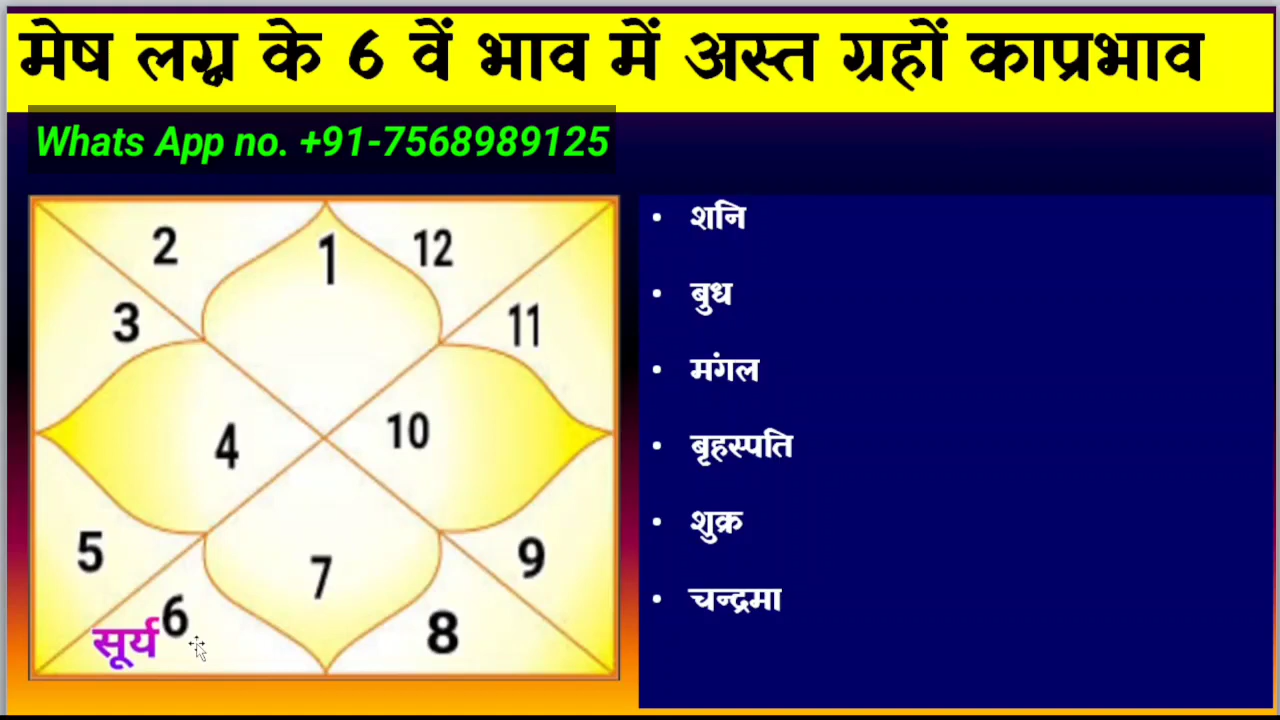 मेष लग्न के 6 वें भाव में अस्त ग्रहों काप्रभाव
Whats App no. +91-7568989125
2 1 12
3 11
4 10
5 7 9
सूर्य 6 8
• शनि
• बुध
• मंगल
• बृहस्पति
• शुक्र
• चन्द्रमा